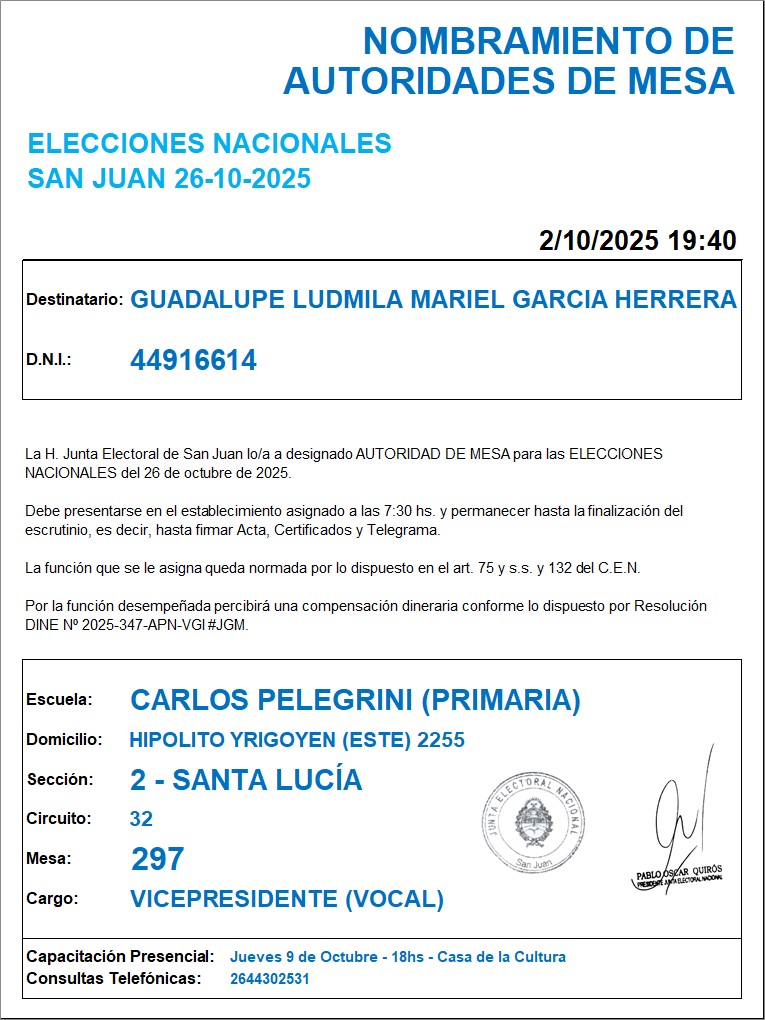 NOMBRAMIENTO DE
AUTORIDADES DE MESA
ELECCIONES NACIONALES
SAN JUAN 26-10-2025
2/10/2025 19:40
Destinatario: GUADALUPE LUDMILA MARIEL GARCIA HERRERA
D.N.I.: 44916614
La H. Junta Electoral de San Juan lo/a a designado AUTORIDAD DE MESA para las ELECCIONES
NACIONALES del 26 de octubre de 2025.
Debe presentarse en el establecimiento asignado a las 7:30 hs. y permanecer hasta la finalización del
escrutinio, es decir, hasta firmar Acta, Certificados y Telegrama.
La función que se le asigna queda normada por lo dispuesto en el art. 75 y s.s. y 132 del C.E.N.
Por la función desempeñada percibirá una compensación dineraria conforme lo dispuesto por Resolución
DINE Nº 2025-347-APN-VGI#JGM.
Escuela: CARLOS PELEGRINI (PRIMARIA)
Domicilio: HIPOLITO YRIGOYEN (ESTE) 2255
Sección: 2 - SANTA LUCÍA
Circuito: 32
Mesa: 297
Cargo: VICEPRESIDENTE (VOCAL)
JUNTA ELECTORAL NACIONAL
San Juan
PABLO OSCAR QUIRÓS
PRESIDENTE JUNTA ELECTORAL NACIONAL
Capacitación Presencial: Jueves 9 de Octubre - 18hs - Casa de la Cultura
Consultas Telefónicas: 2644302531